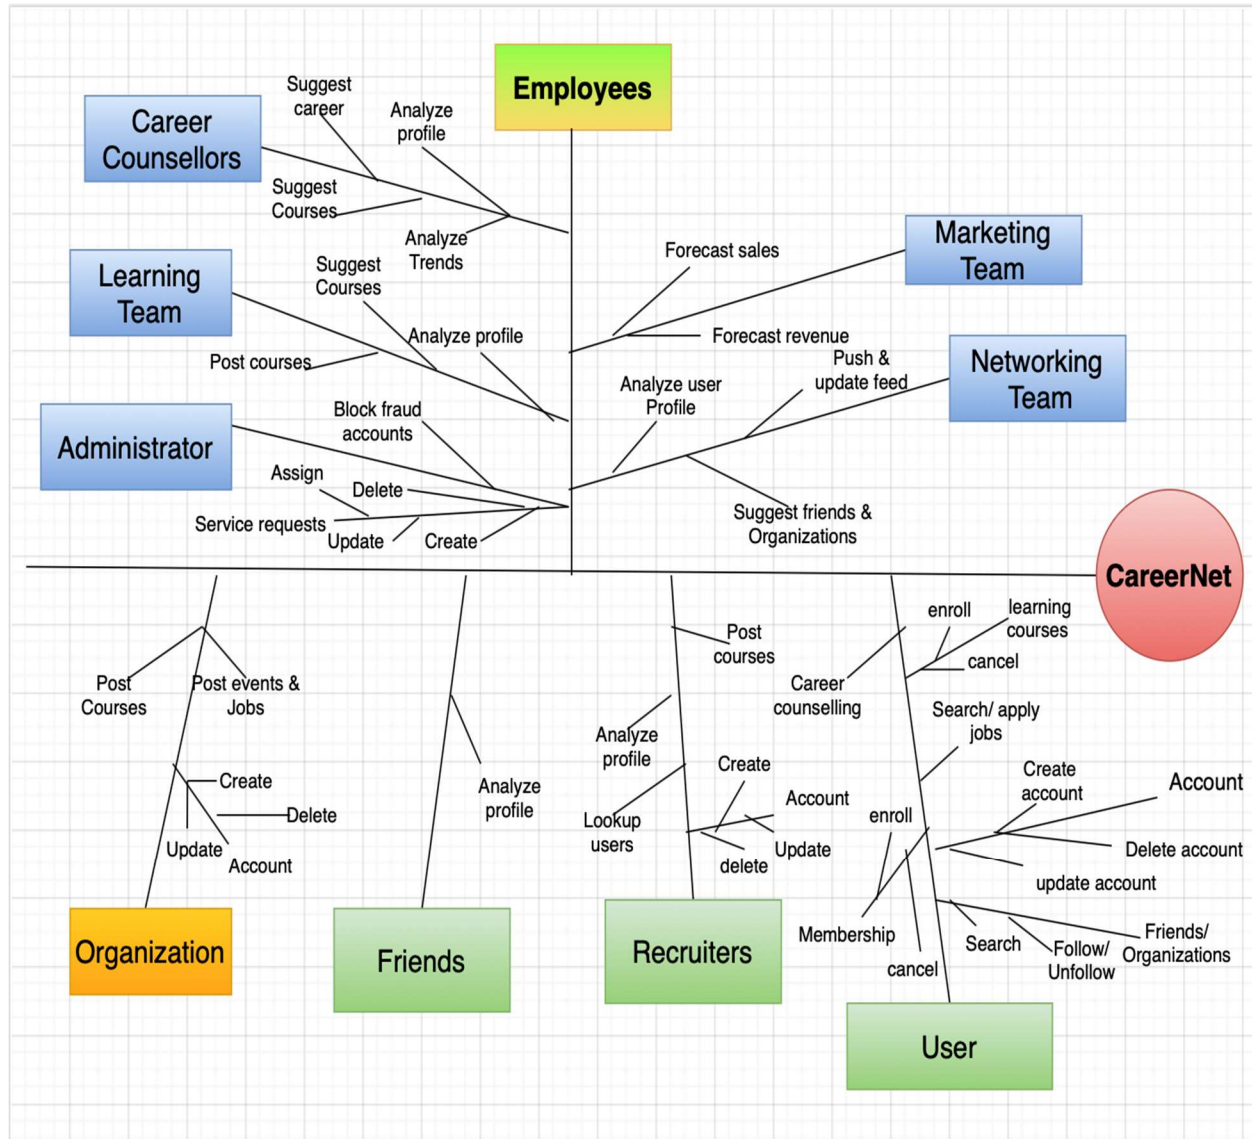 Employees
Suggest
career
Analyze
profile
Career
Counsellors
Suggest
Courses
Analyze
Trends
Marketing
Team
Forecast sales
Learning
Team
Suggest
Courses
Analyze profile
Forecast revenue
Post courses
Push &
update feed
Networking
Team
Analyze user
Profile
Block fraud
accounts
Administrator
Assign
Delete
Service requests
Update
Create
Suggest friends &
Organizations
CareerNet
enroll
learning
courses
Post
courses
cancel
Post
Courses
Post events &
Jobs
Career
counselling
Search/ apply
jobs
Analyze
profile
Create
Create
Analyze
profile
Create
account
Account
Account
Delete
enroll
Lookup
users
Update
Account
Update
delete
Delete account
update account
Membership
Search
Follow/
Unfollow
Friends/
Organizations
cancel
Organization
Friends
Recruiters
User